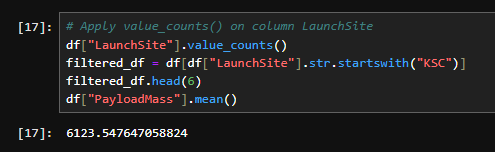 [17]: # Apply value_counts() on column LaunchSite
df["LaunchSite"].value_counts()
filtered_df = df[df["LaunchSite"].str.startswith("KSC")]
filtered_df.head(6)
df["PayloadMass"].mean()
[17]: 6123.547647058824